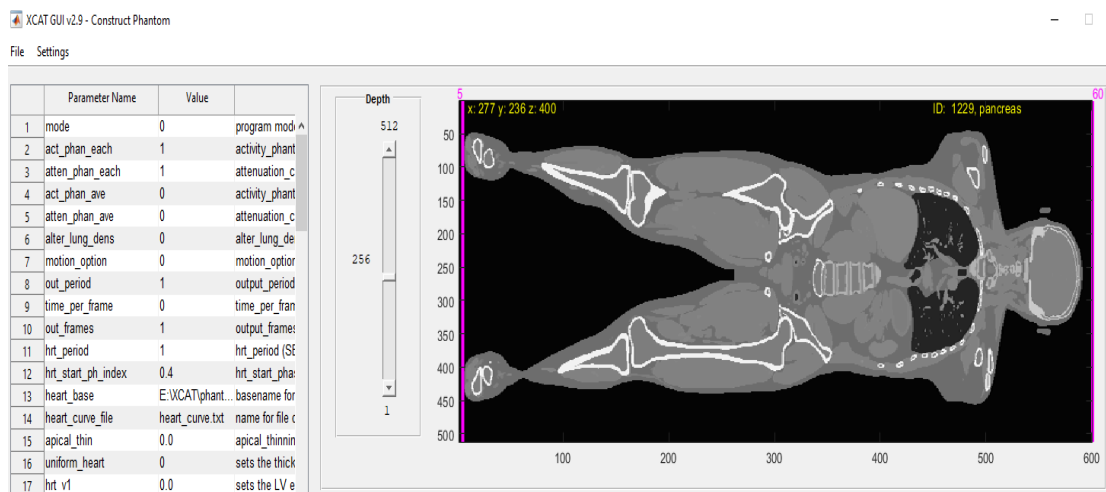 XCAT GUI v2.9 - Construct Phantom
File Settings
Parameter Name Value
1 mode 0 program mod
2 act_phan_each 1 activity_phant
3 atten_phan_each 1 attenuation_c
4 act_phan_ave 0 activity_phant
5 atten_phan_ave 0 attenuation_c
6 alter_lung_dens 0 alter_lung_de
7 motion_option 0 motion_option
8 out_period 1 output_period
9 time_per_frame 0 time_per_fram
10 out_frames 1 output_frames
11 hrt_period 1 hrt_period (SE
12 hrt_start_ph_index 0.4 hrt_start_phas
13 heart_base E:\XCAT\phant... basename for
14 heart_curve_file heart_curve.txt name for file c
15 apical_thin 0.0 apical_thinnin
16 uniform_heart 0 sets the thick
17 hrt_v1 0.0 sets the LV e
Depth
512
256
1
5 60
x: 277 y: 236 z: 400 ID: 1229, pancreas
50
100
150
200
250
300
350
400
450
500
100 200 300 400 500 600